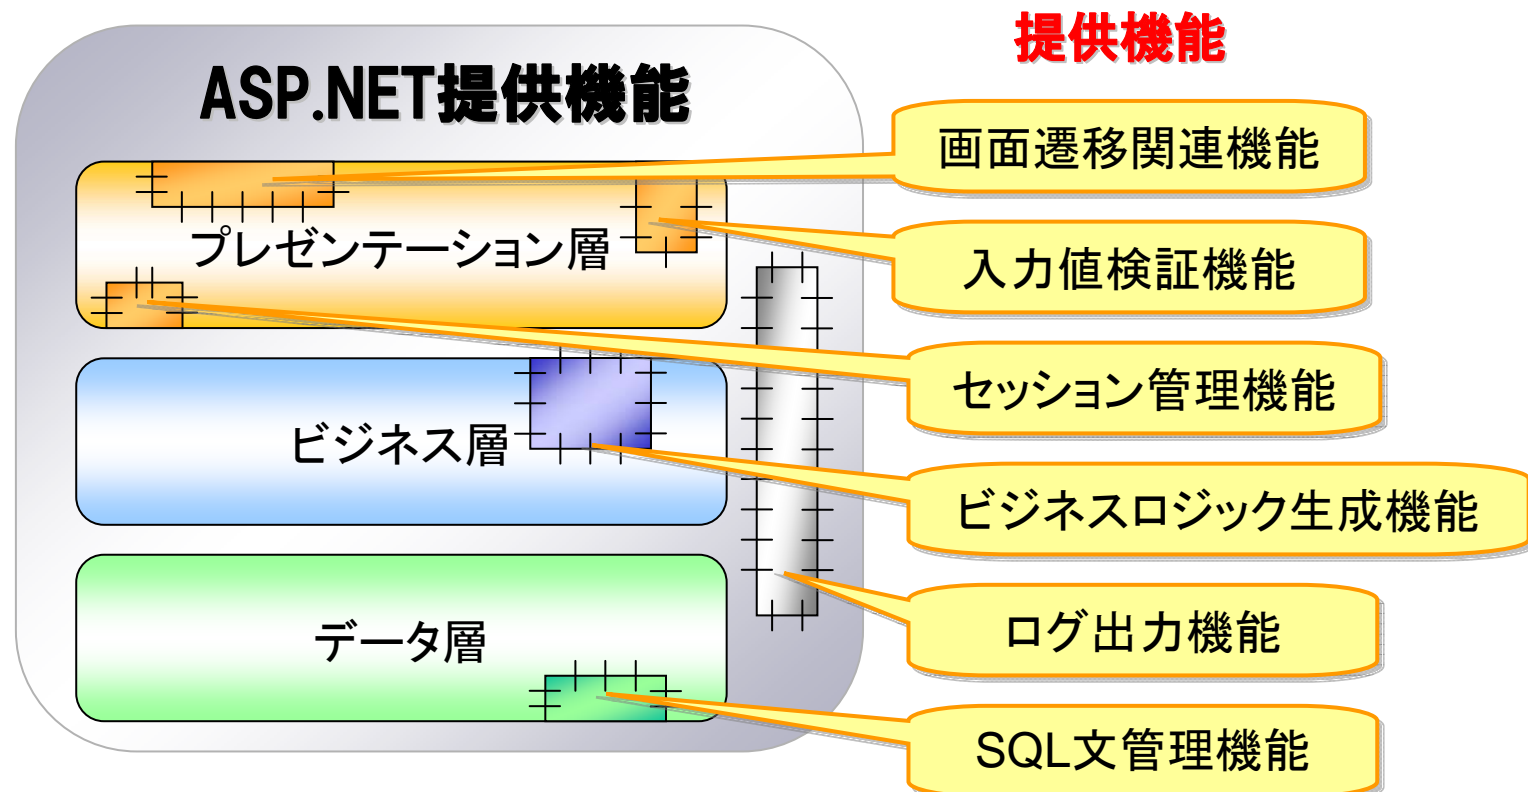 提供機能
ASP.NET提供機能
画面遷移関連機能
入力値検証機能
プレゼンテーション層
セッション管理機能
ビジネス層
ビジネスロジック生成機能
ログ出力機能
データ層
SQL文管理機能